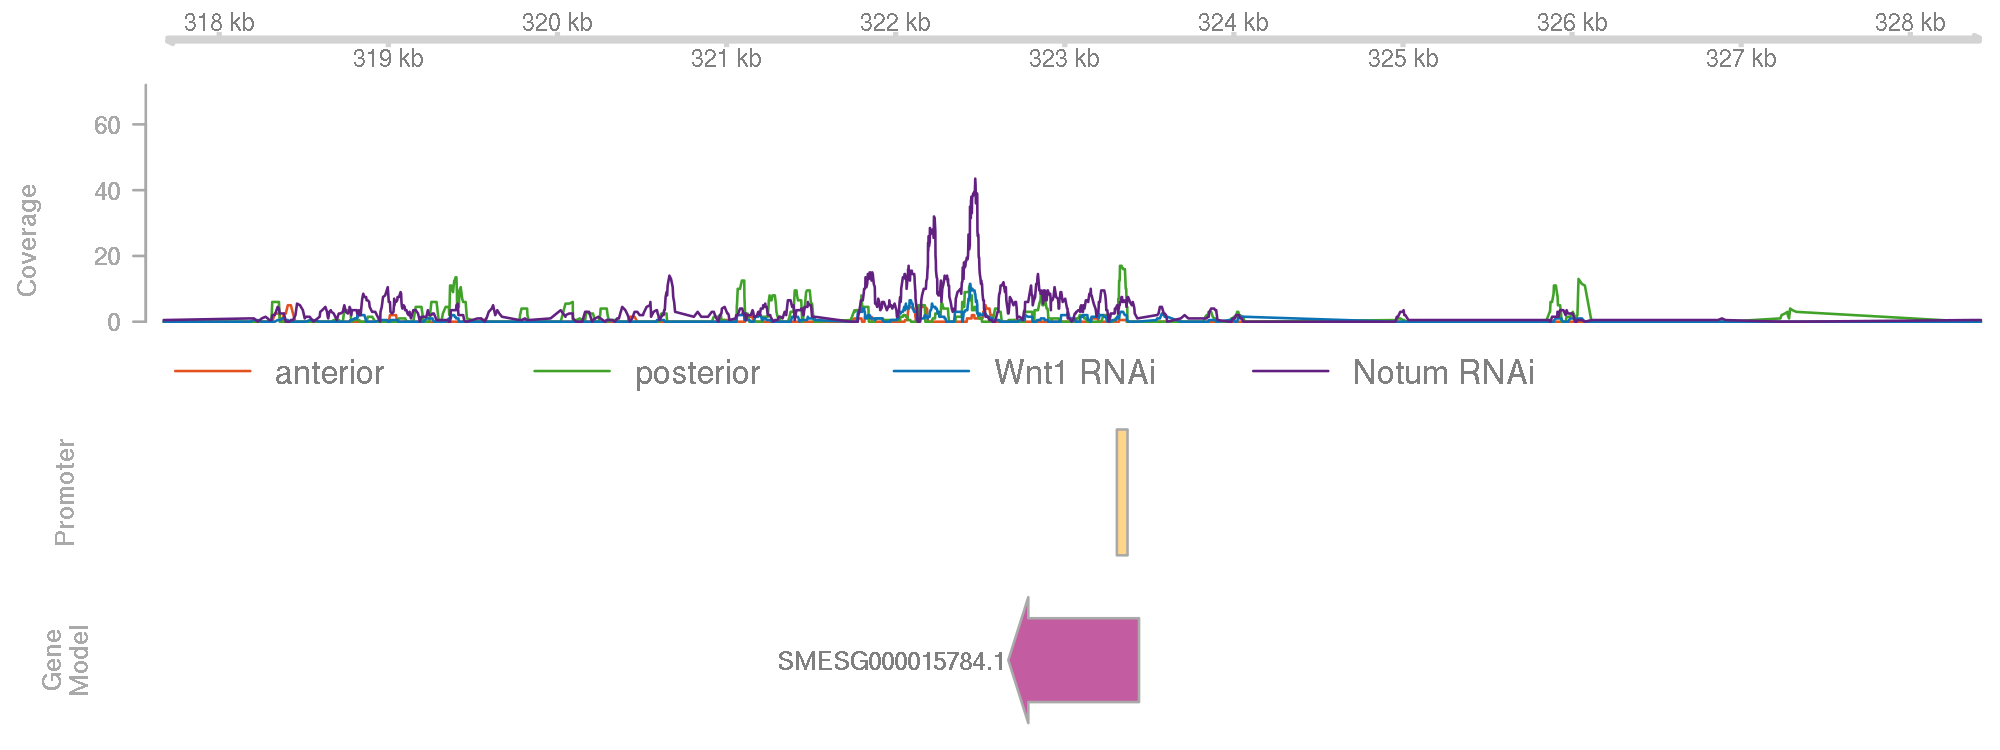 318 kb 320 kb 322 kb 324 kb 326 kb 328 kb
319 kb 321 kb 323 kb 325 kb 327 kb
60
40
20
0
Coverage
anterior posterior Wnt1 RNAi Notum RNAi
Promoter
Gene
Model
SMESG000015784.1